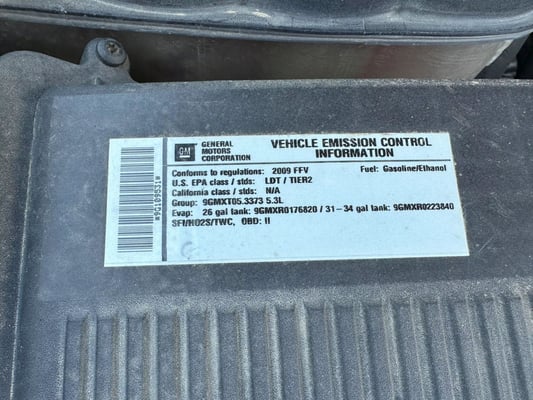 GM
GENERAL
MOTORS
CORPORATION
VEHICLE EMISSION CONTROL
INFORMATION
Conforms to regulations: 2009 FFV Fuel: Gasoline/Ethanol
U.S. EPA class / stds: LDT / TIER2
California class / stds: N/A
Group: 9GMXT05.3373 5.3L
Evap: 26 gal tank: 9GMXR0176820 / 31-34 gal tank: 9GMXR0223840
SFI/HO2S/TWC, OBD: II
*9G109531*